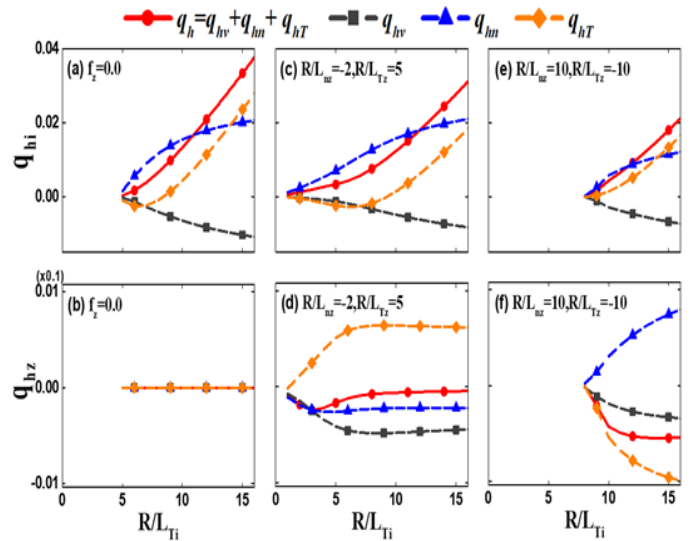 q_h=q_hv+q_hn+q_hT q_hv q_hn q_hT
(a) f_z=0.0
(c) R/L_nz=-2,R/L_Tz=5
(e) R/L_nz=10,R/L_Tz=-10
0.04
0.02
0.00
q_hi
(x0.1)
0.01
0.00
-0.01
q_hz
(b) f_z=0.0
(d) R/L_nz=-2,R/L_Tz=5
(f) R/L_nz=10,R/L_Tz=-10
0 5 10 15 0 5 10 15 0 5 10 15
R/L_Ti R/L_Ti R/L_Ti